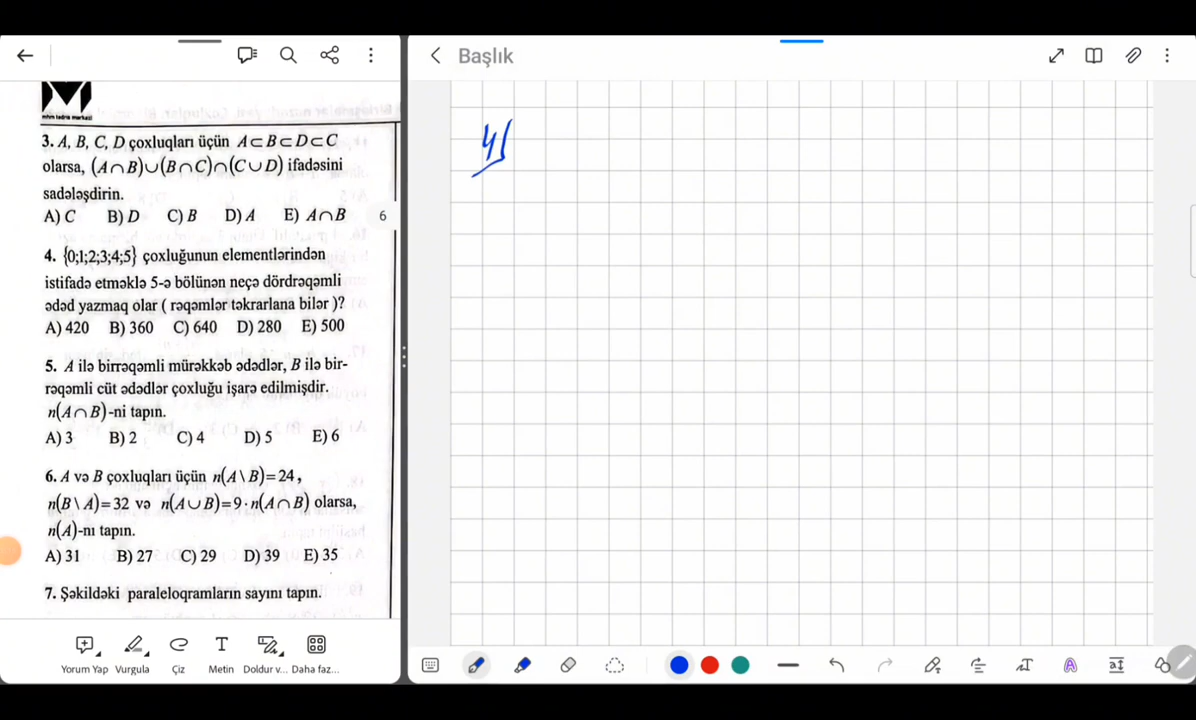 Başlık
mhm tədris mərkəzi
3. A, B, C, D çoxluqları üçün A⊂B⊂D⊂C
olarsa, (A∩B)∪(B∩C)∩(C∪D) ifadəsini
sadələşdirin.
A) C B) D C) B D) A E) A∩B
6
4. {0;1;2;3;4;5} çoxluğunun elementlərindən
istifadə etməklə 5-ə bölünən neçə dördrəqəmli
ədəd yazmaq olar ( rəqəmlər təkrarlana bilər )?
A) 420 B) 360 C) 640 D) 280 E) 500
5. A ilə birrəqəmli mürəkkəb ədədlər, B ilə bir-
rəqəmli cüt ədədlər çoxluğu işarə edilmişdir.
n(A∩B)-ni tapın.
A) 3 B) 2 C) 4 D) 5 E) 6
6. A və B çoxluqları üçün n(A\B)=24,
n(B\A)=32 və n(A∪B)=9·n(A∩B) olarsa,
n(A)-nı tapın.
A) 31 B) 27 C) 29 D) 39 E) 35
7. Şəkildəki paraleloqramların sayını tapın.
Yorum Yap Vurgula Çiz Metin Doldur v... Daha faz...
4